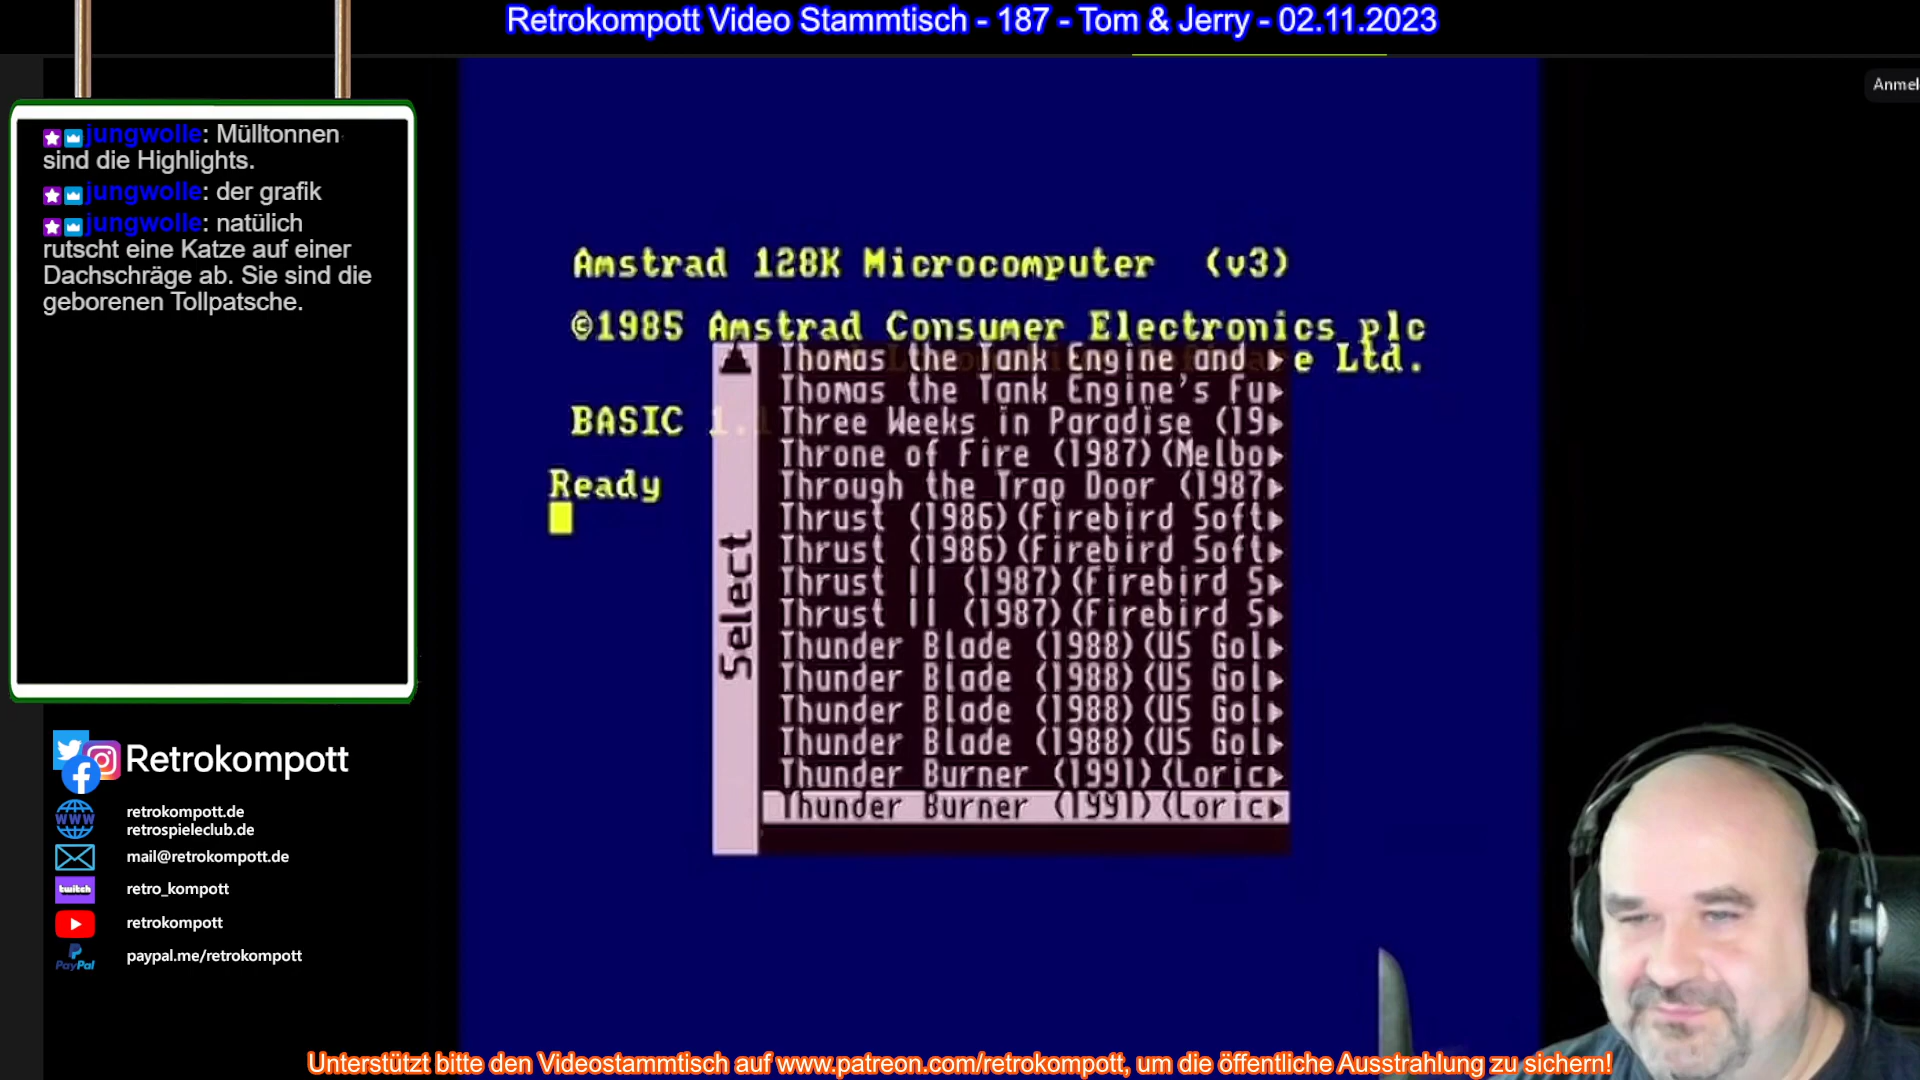 Retrokompott Video Stammtisch - 187 - Tom & Jerry - 02.11.2023
Anmel
jungwolle: Mülltonnen
sind die Highlights.
jungwolle: der grafik
jungwolle: natülich
rutscht eine Katze auf einer
Dachschräge ab. Sie sind die
geborenen Tollpatsche.
Amstrad 128K Microcomputer (v3)
©1985 Amstrad Consumer Electronics plc
e Ltd.
BASIC 1.1
Ready
Select
Thomas the Tank Engine and
Thomas the Tank Engine's Fu
Three Weeks in Paradise (19
Throne of Fire (1987)(Melbo
Through the Trap Door (1987
Thrust (1986)(Firebird Soft
Thrust (1986)(Firebird Soft
Thrust II (1987)(Firebird S
Thrust II (1987)(Firebird S
Thunder Blade (1988)(US Gol
Thunder Blade (1988)(US Gol
Thunder Blade (1988)(US Gol
Thunder Blade (1988)(US Gol
Thunder Burner (1991)(Loric
Thunder Burner (1991)(Loric
Retrokompott
WWW
retrokompott.de
retrospieleclub.de
mail@retrokompott.de
twitch
retro_kompott
retrokompott
PayPal
paypal.me/retrokompott
Unterstützt bitte den Videostammtisch auf www.patreon.com/retrokompott, um die öffentliche Ausstrahlung zu sichern!